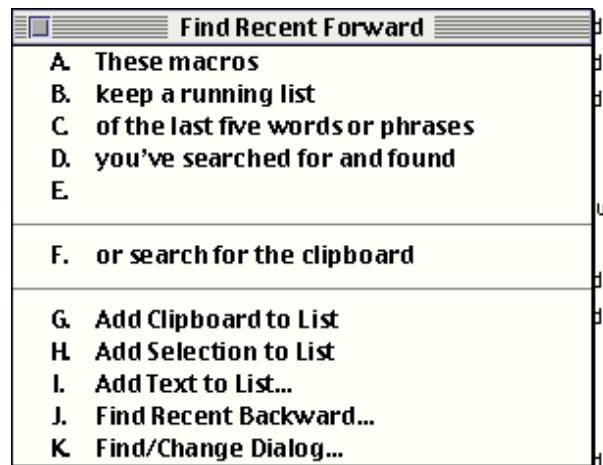 Find Recent Forward
A. These macros
B. keep a running list
C. of the last five words or phrases
D. you've searched for and found
E.
F. or search for the clipboard
G. Add Clipboard to List
H. Add Selection to List
I. Add Text to List...
J. Find Recent Backward...
K. Find/Change Dialog...